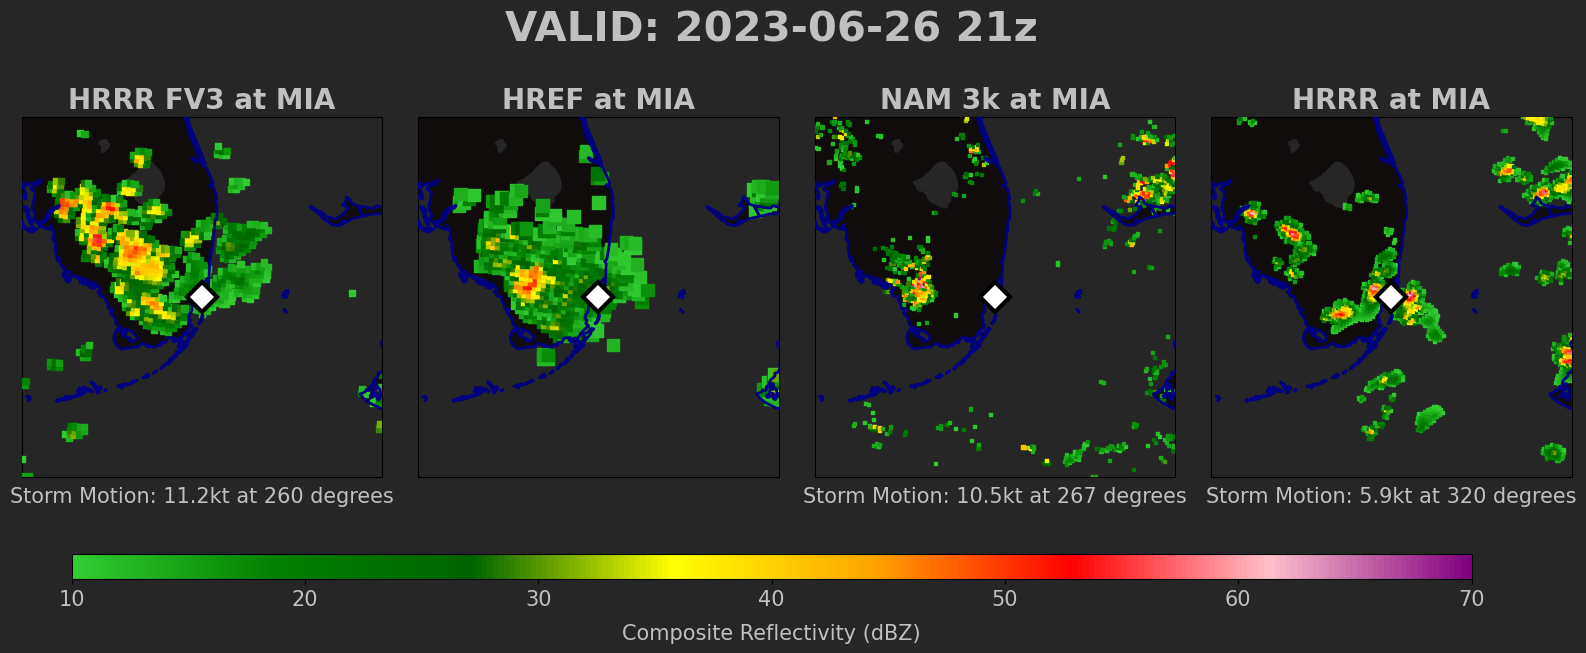 VALID: 2023-06-26 21z
HRRR FV3 at MIA
HREF at MIA
NAM 3k at MIA
HRRR at MIA
Storm Motion: 11.2kt at 260 degrees
Storm Motion: 10.5kt at 267 degrees
Storm Motion: 5.9kt at 320 degrees
10 20 30 40 50 60 70
Composite Reflectivity (dBZ)